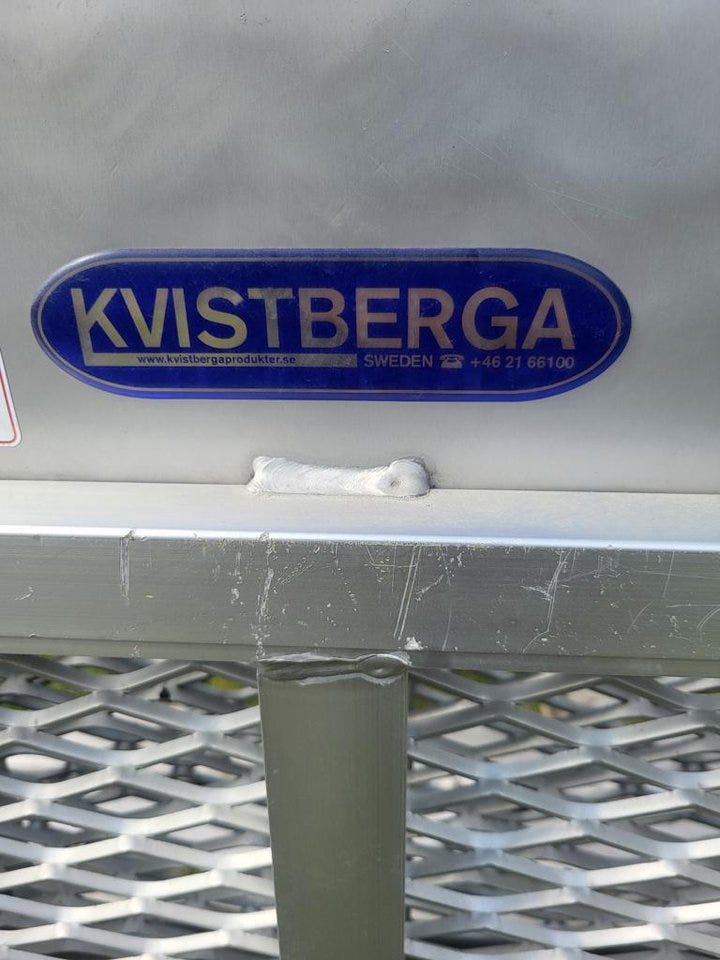 KVISTBERGA
www.kvistbergaprodukter.se SWEDEN ☎ +46 21 66100